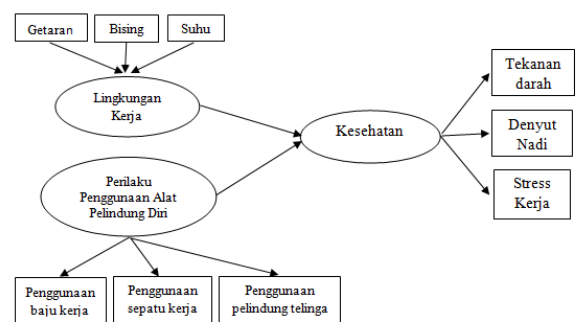 Getaran
Bising
Suhu
Lingkungan
Kerja
Kesehatan
Tekanan
darah
Denyut
Nadi
Stress
Kerja
Perilaku
Penggunaan Alat
Pelindung Diri
Penggunaan
baju kerja
Penggunaan
sepatu kerja
Penggunaan
pelindung telinga